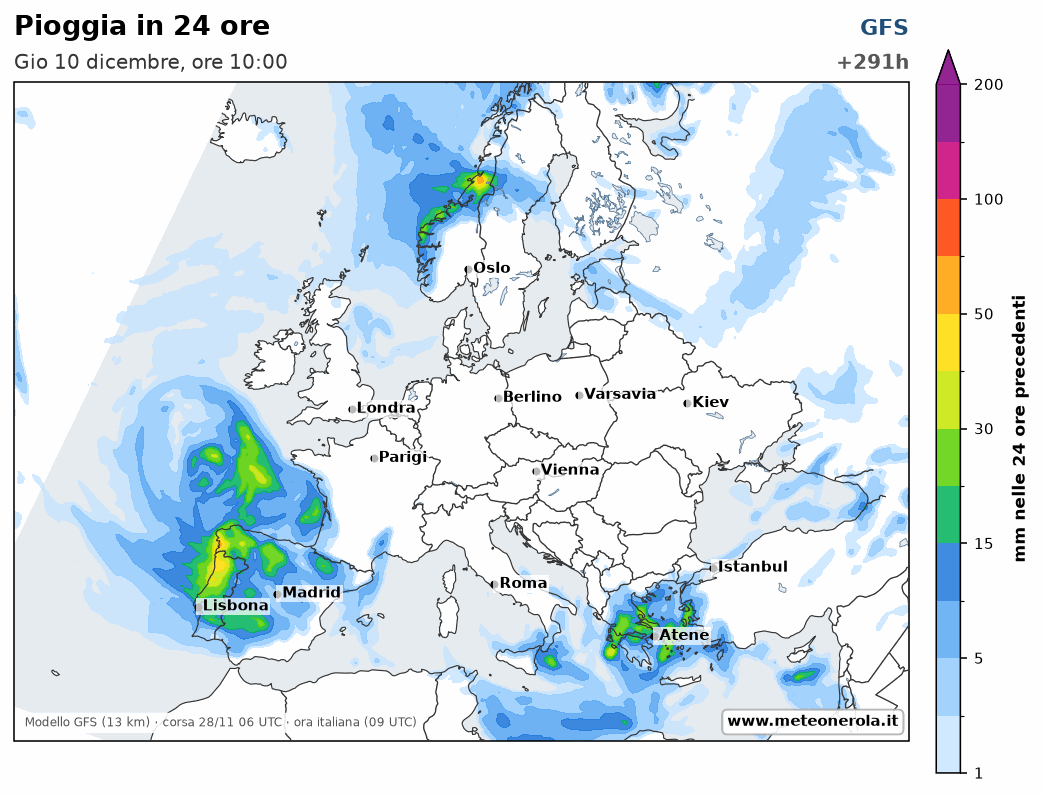 Pioggia in 24 ore
GFS
Gio 10 dicembre, ore 10:00
+291h
200
100
50
30
15
5
1
mm nelle 24 ore precedenti
Oslo
Berlino
Varsavia
Kiev
Londra
Parigi
Vienna
Istanbul
Roma
Madrid
Lisbona
Atene
Modello GFS (13 km) · corsa 28/11 06 UTC · ora italiana (09 UTC)
www.meteonerola.it